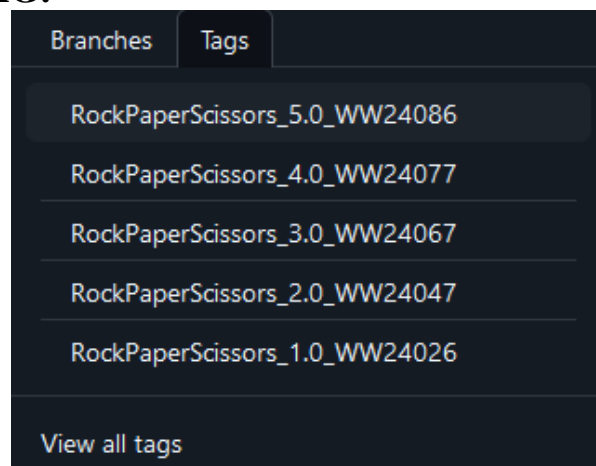 Branches Tags
RockPaperScissors_5.0_WW24086
RockPaperScissors_4.0_WW24077
RockPaperScissors_3.0_WW24067
RockPaperScissors_2.0_WW24047
RockPaperScissors_1.0_WW24026
View all tags